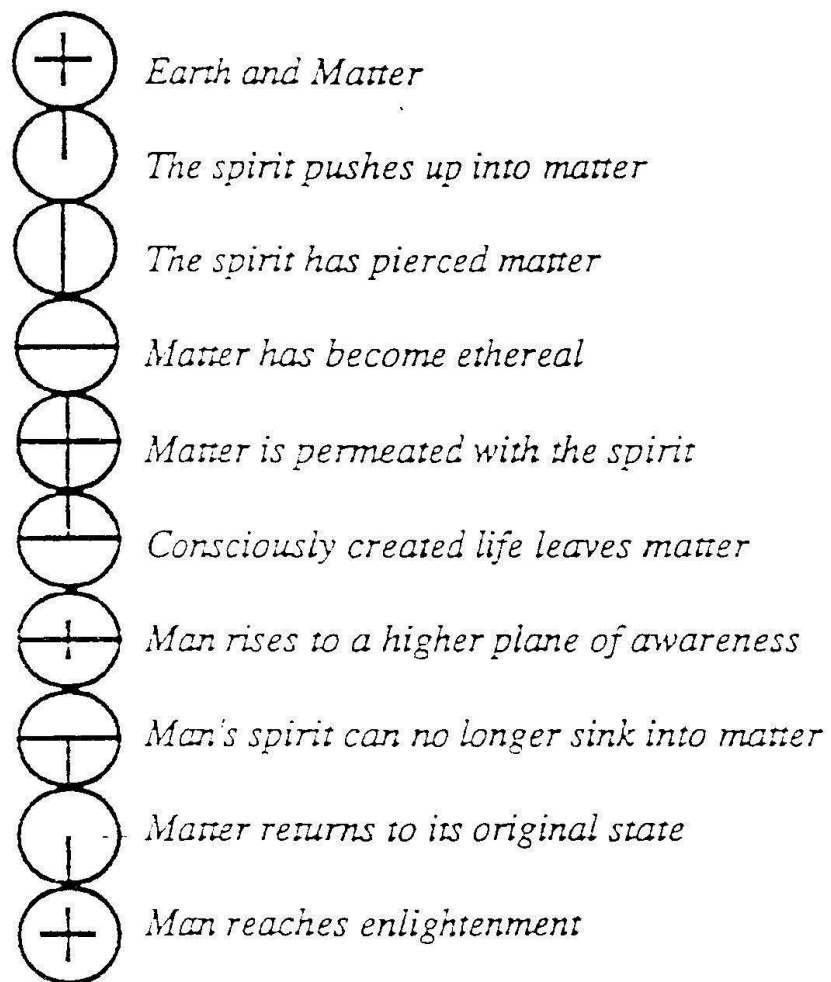 Earth and Matter
The spirit pushes up into matter
The spirit has pierced matter
Matter has become ethereal
Matter is permeated with the spirit
Consciously created life leaves matter
Man rises to a higher plane of awareness
Man's spirit can no longer sink into matter
Matter returns to its original state
Man reaches enlightenment